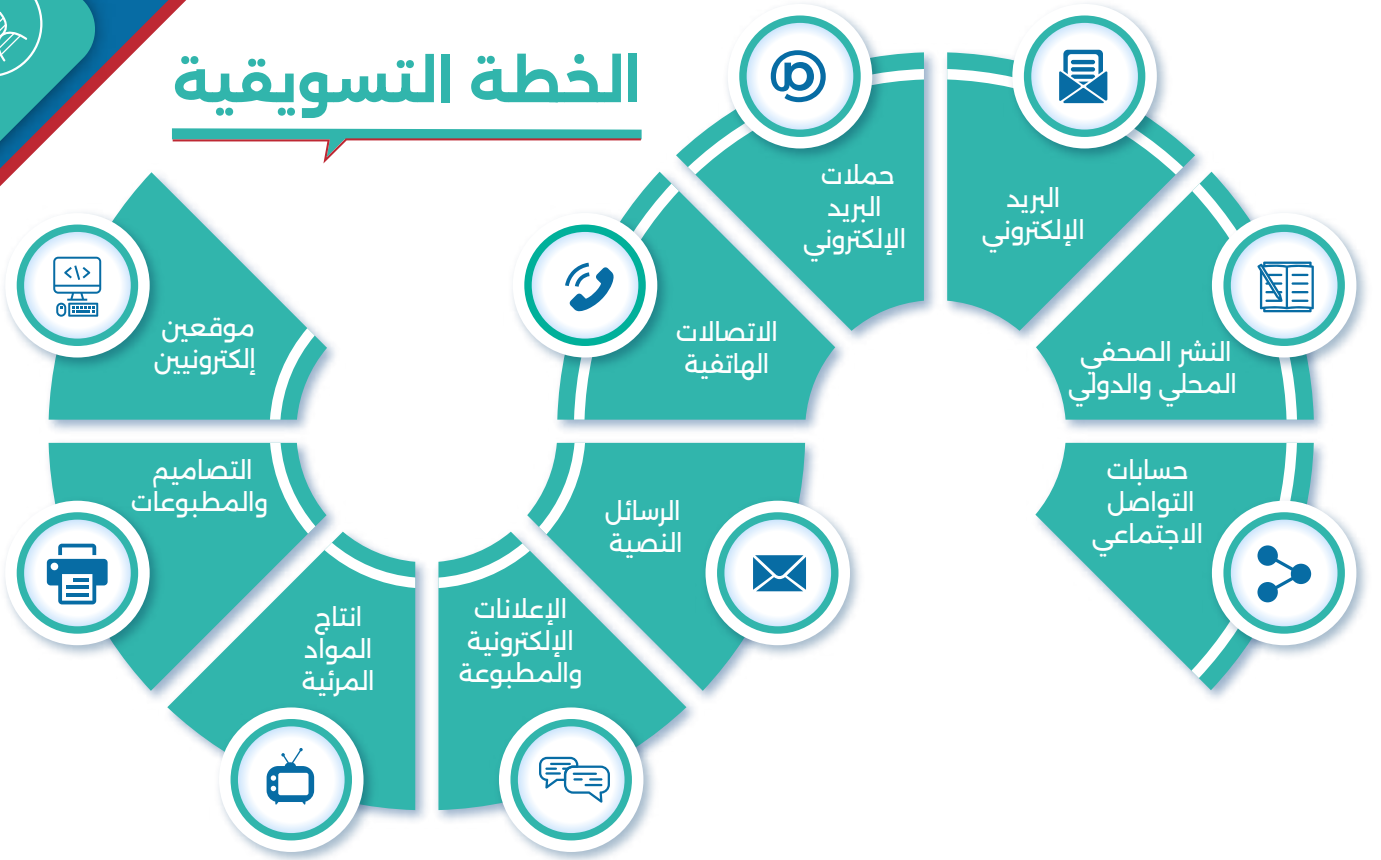 الخطة التسويقية
حسابات
التواصل
الاجتماعي
النشر الصحفي
المحلي والدولي
البريد
الإلكتروني
حملات
البريد
الإلكتروني
الاتصالات
الهاتفية
الرسائل
النصية
الإعلانات
الإلكترونية
والمطبوعة
انتاج
المواد
المرئية
التصاميم
والمطبوعات
موقعين
إلكترونيين